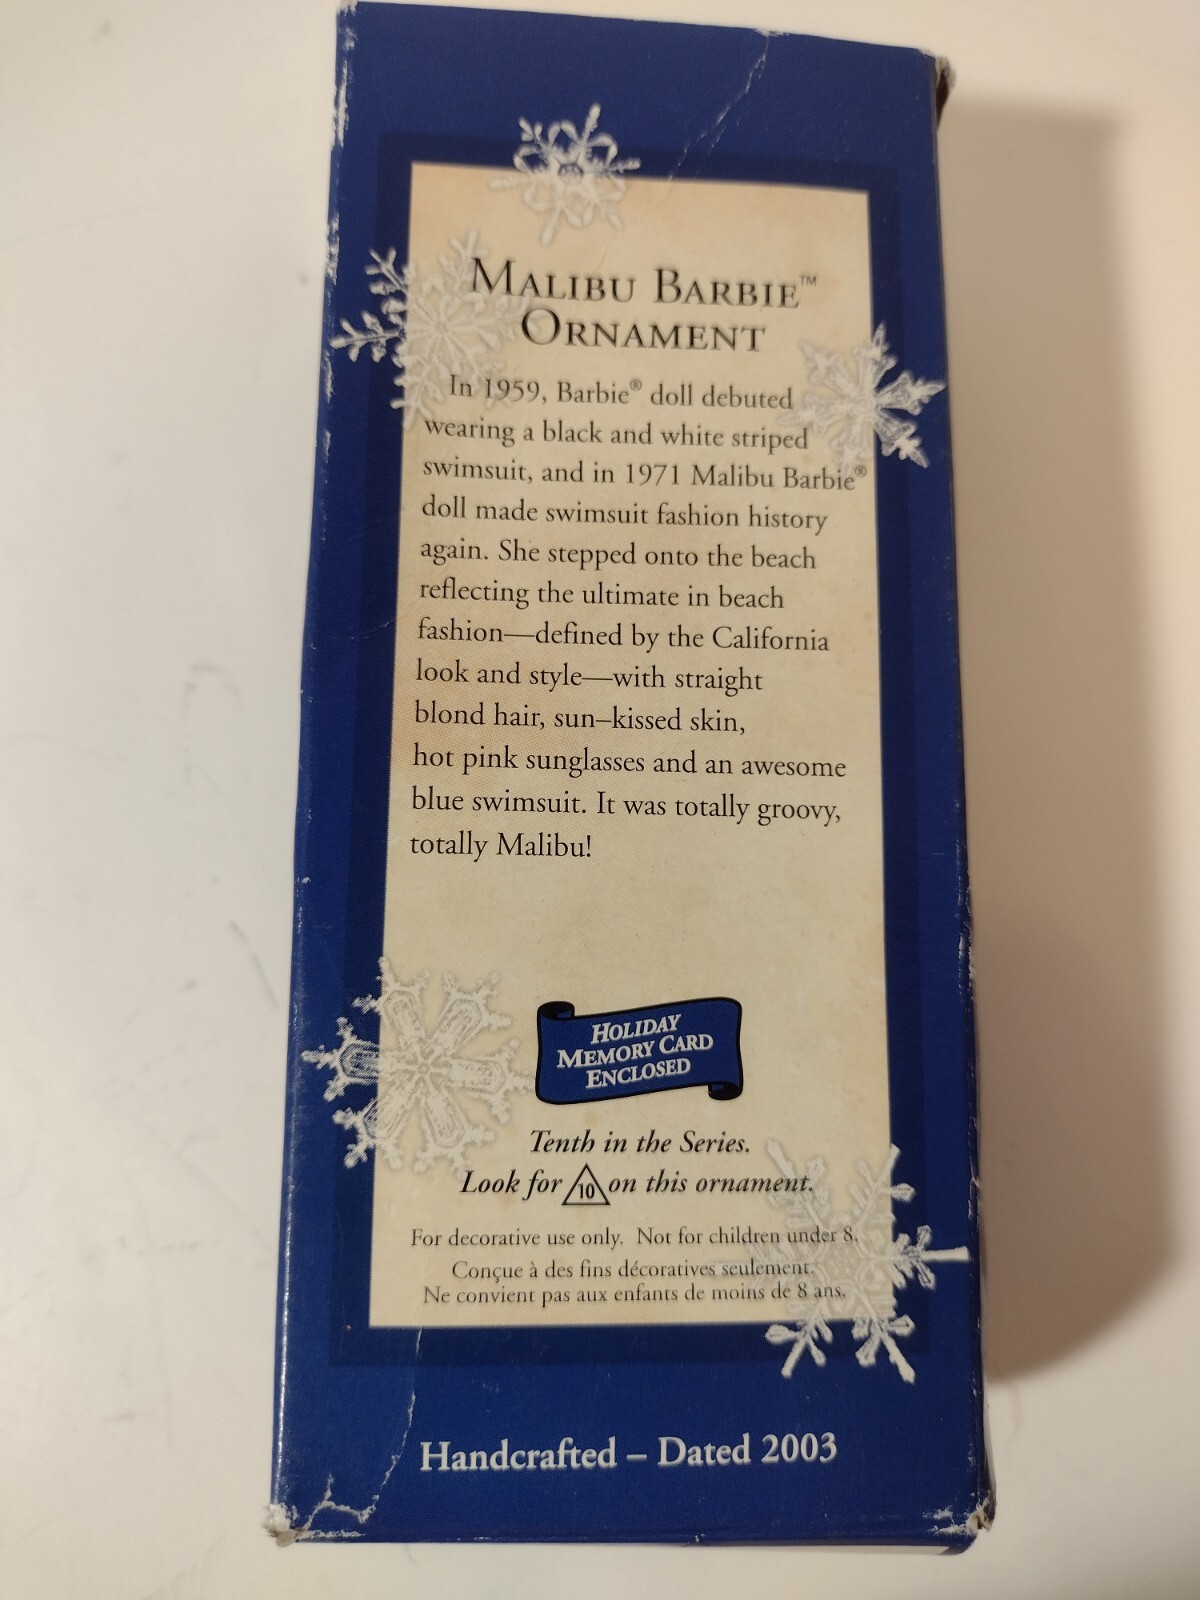 MALIBU BARBIE™
ORNAMENT
In 1959, Barbie® doll debuted
wearing a black and white striped
swimsuit, and in 1971 Malibu Barbie®
doll made swimsuit fashion history
again. She stepped onto the beach
reflecting the ultimate in beach
fashion—defined by the California
look and style—with straight
blond hair, sun–kissed skin,
hot pink sunglasses and an awesome
blue swimsuit. It was totally groovy,
totally Malibu!
HOLIDAY
MEMORY CARD
ENCLOSED
Tenth in the Series.
Look for 10 on this ornament.
For decorative use only. Not for children under 8.
Conçue à des fins décoratives seulement.
Ne convient pas aux enfants de moins de 8 ans.
Handcrafted – Dated 2003